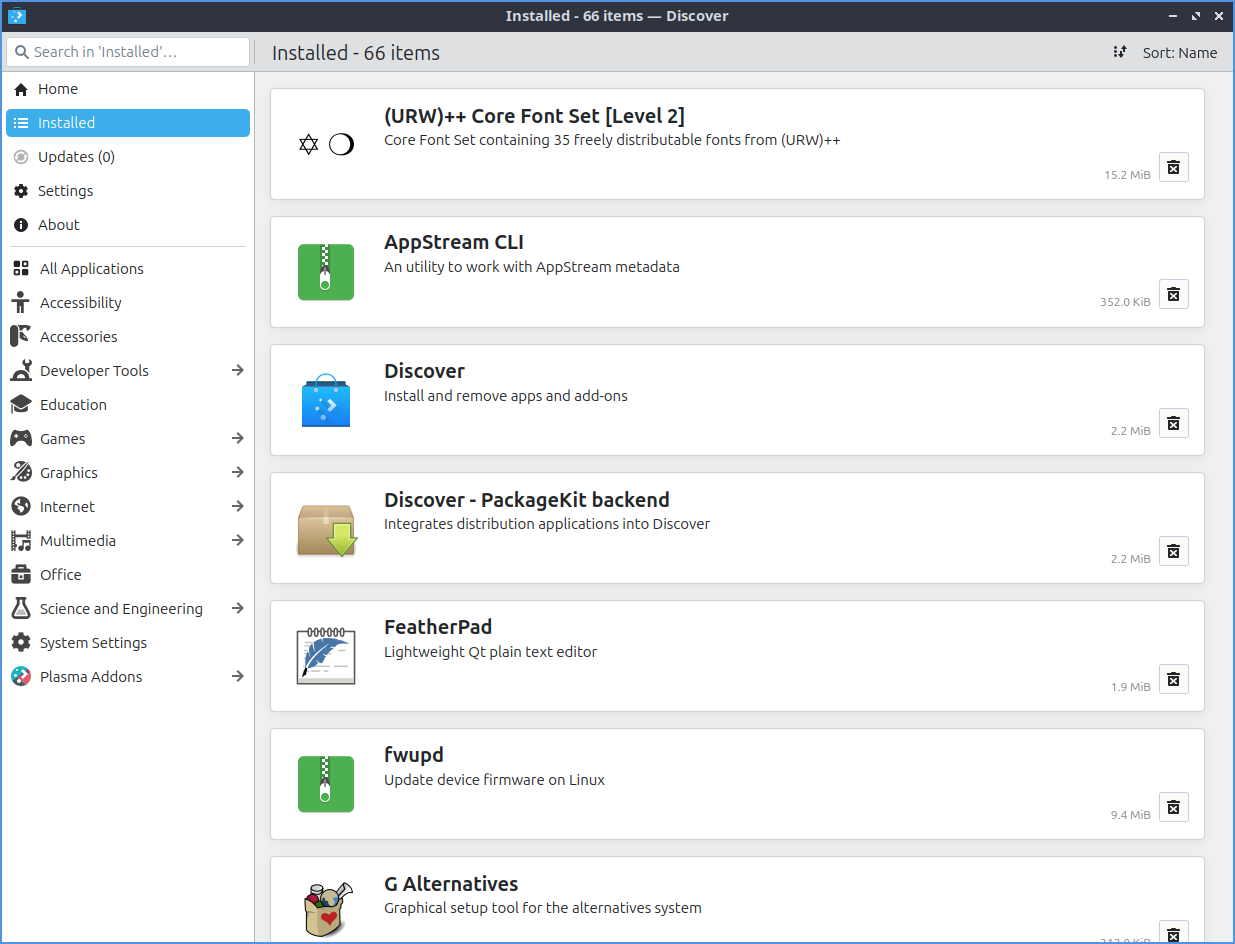 Installed - 66 items — Discover
Search in 'Installed'...
Installed - 66 items
Sort: Name
Home
Installed
Updates (0)
Settings
About
All Applications
Accessibility
Accessories
Developer Tools
Education
Games
Graphics
Internet
Multimedia
Office
Science and Engineering
System Settings
Plasma Addons
(URW)++ Core Font Set [Level 2]
Core Font Set containing 35 freely distributable fonts from (URW)++
15.2 MiB
AppStream CLI
An utility to work with AppStream metadata
352.0 KiB
Discover
Install and remove apps and add-ons
2.2 MiB
Discover - PackageKit backend
Integrates distribution applications into Discover
2.2 MiB
FeatherPad
Lightweight Qt plain text editor
1.9 MiB
fwupd
Update device firmware on Linux
9.4 MiB
G Alternatives
Graphical setup tool for the alternatives system